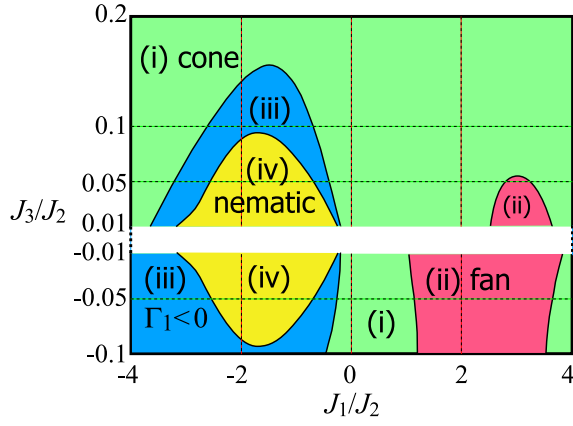 0.2
(i) cone
(iii)
0.1
(iv)
nematic
0.05
(ii)
J₃/J₂
0.01
-0.01
(iii)
(iv)
(ii) fan
-0.05
Γ₁<0
(i)
-0.1
-4
-2
0
2
4
J₁/J₂